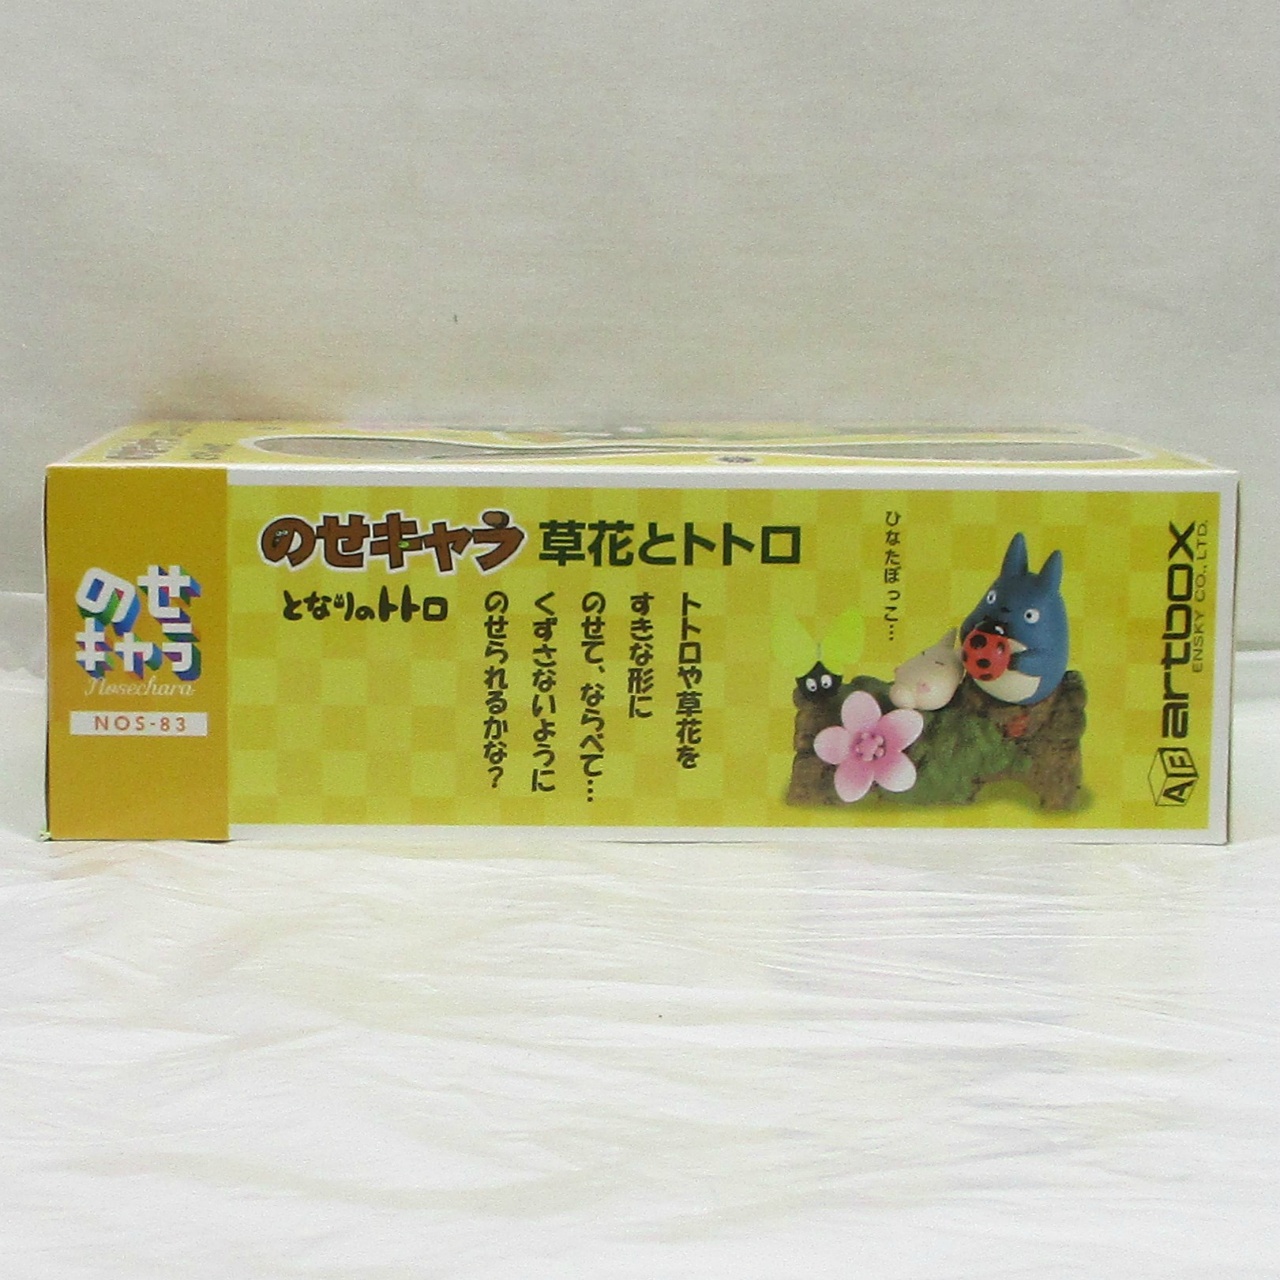 のせ
キャラ
Nosechara
NOS-83
のせキャラ 草花とトトロ
となりのトトロ
トトロや草花を
すきな形に
のせて、ならべて…
くずさないように
のせられるかな？
ひなたぼっこ…
artbox
ENSKY CO., LTD.
AB